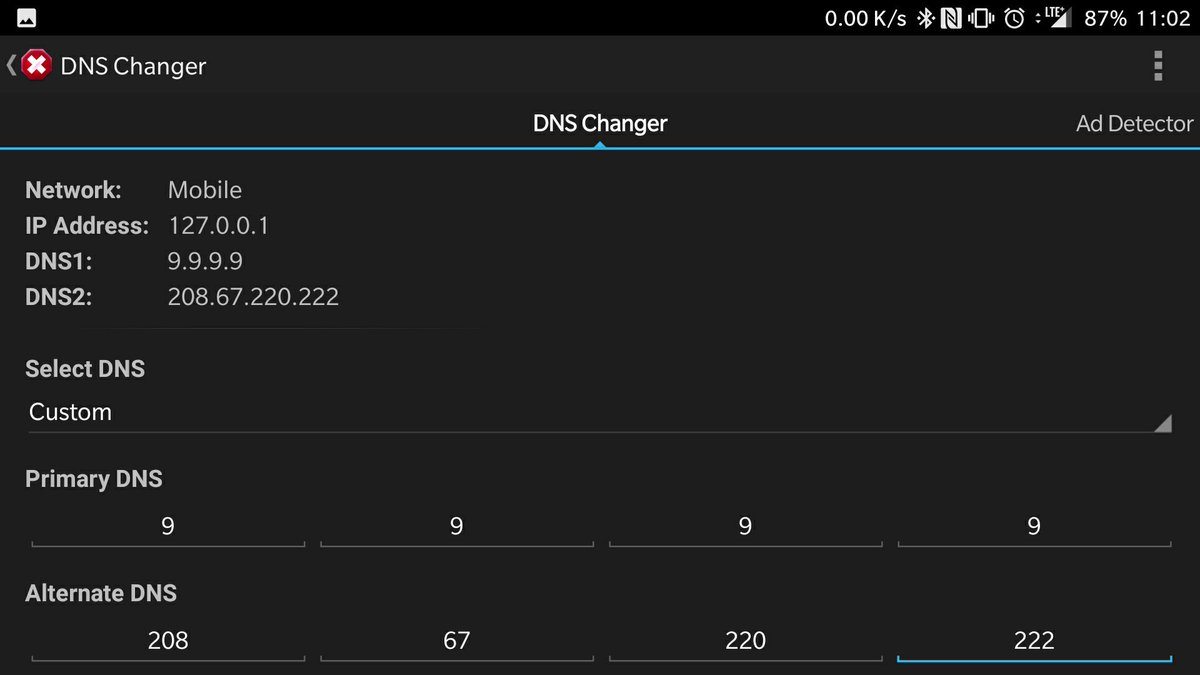 0.00 K/s LTE+ 87% 11:02
DNS Changer
DNS Changer Ad Detector
Network: Mobile
IP Address: 127.0.0.1
DNS1: 9.9.9.9
DNS2: 208.67.220.222
Select DNS
Custom
Primary DNS
9 9 9 9
Alternate DNS
208 67 220 222